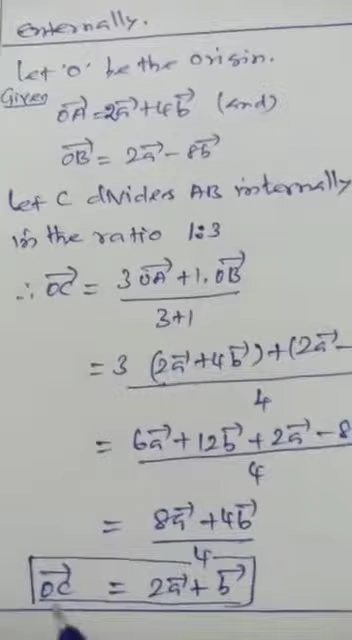 externally.
Let 'O' be the origin.
Given
OA⃗ = 2a⃗ + 4b⃗ (and)
OB⃗ = 2a⃗ - 8b⃗
Let C divides AB internally
in the ratio 1:3
∴ OC⃗ = 3 OA⃗ + 1. OB⃗ / 3+1
= 3 (2a⃗ + 4b⃗) + (2a⃗ - / 4
= 6a⃗ + 12b⃗ + 2a⃗ - 8 / 4
= 8a⃗ + 4b⃗ / 4
OC⃗ = 2a⃗ + b⃗